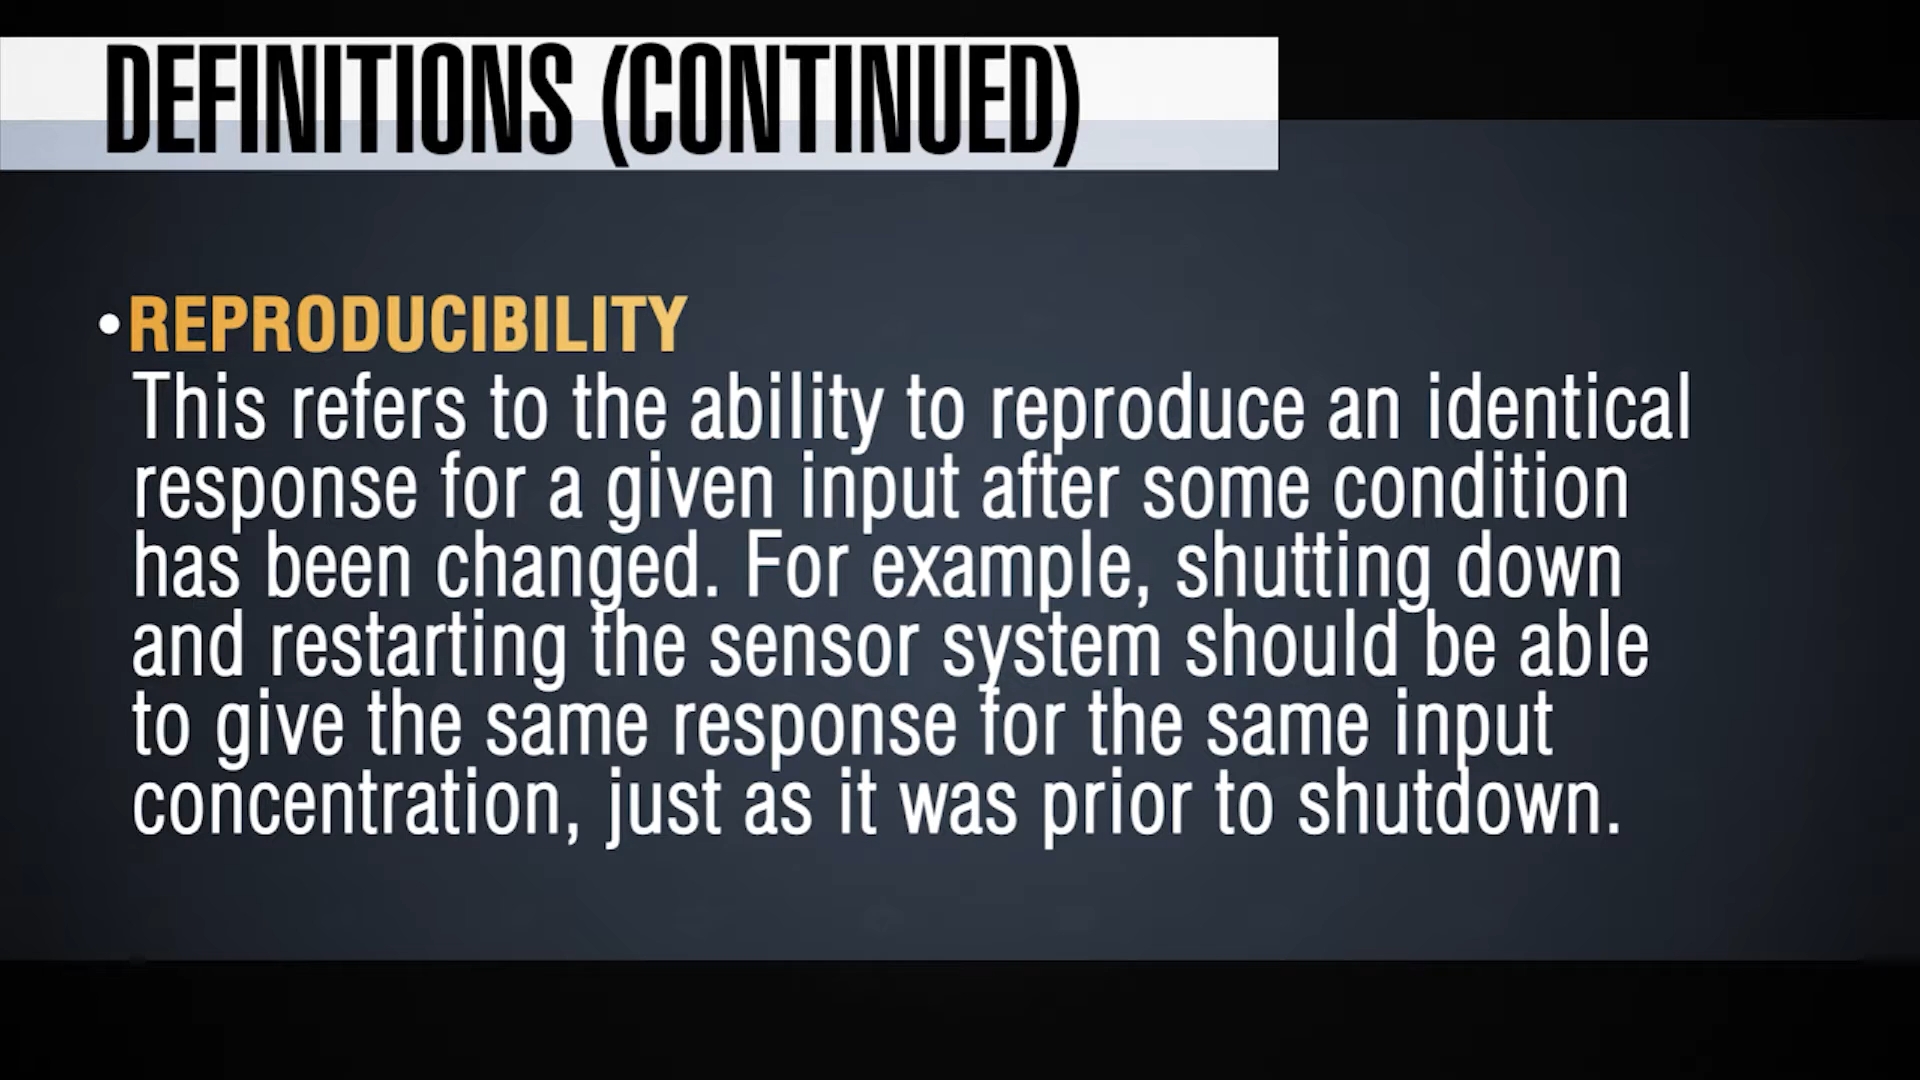 DEFINITIONS (CONTINUED)
•REPRODUCIBILITY
This refers to the ability to reproduce an identical
response for a given input after some condition
has been changed. For example, shutting down
and restarting the sensor system should be able
to give the same response for the same input
concentration, just as it was prior to shutdown.